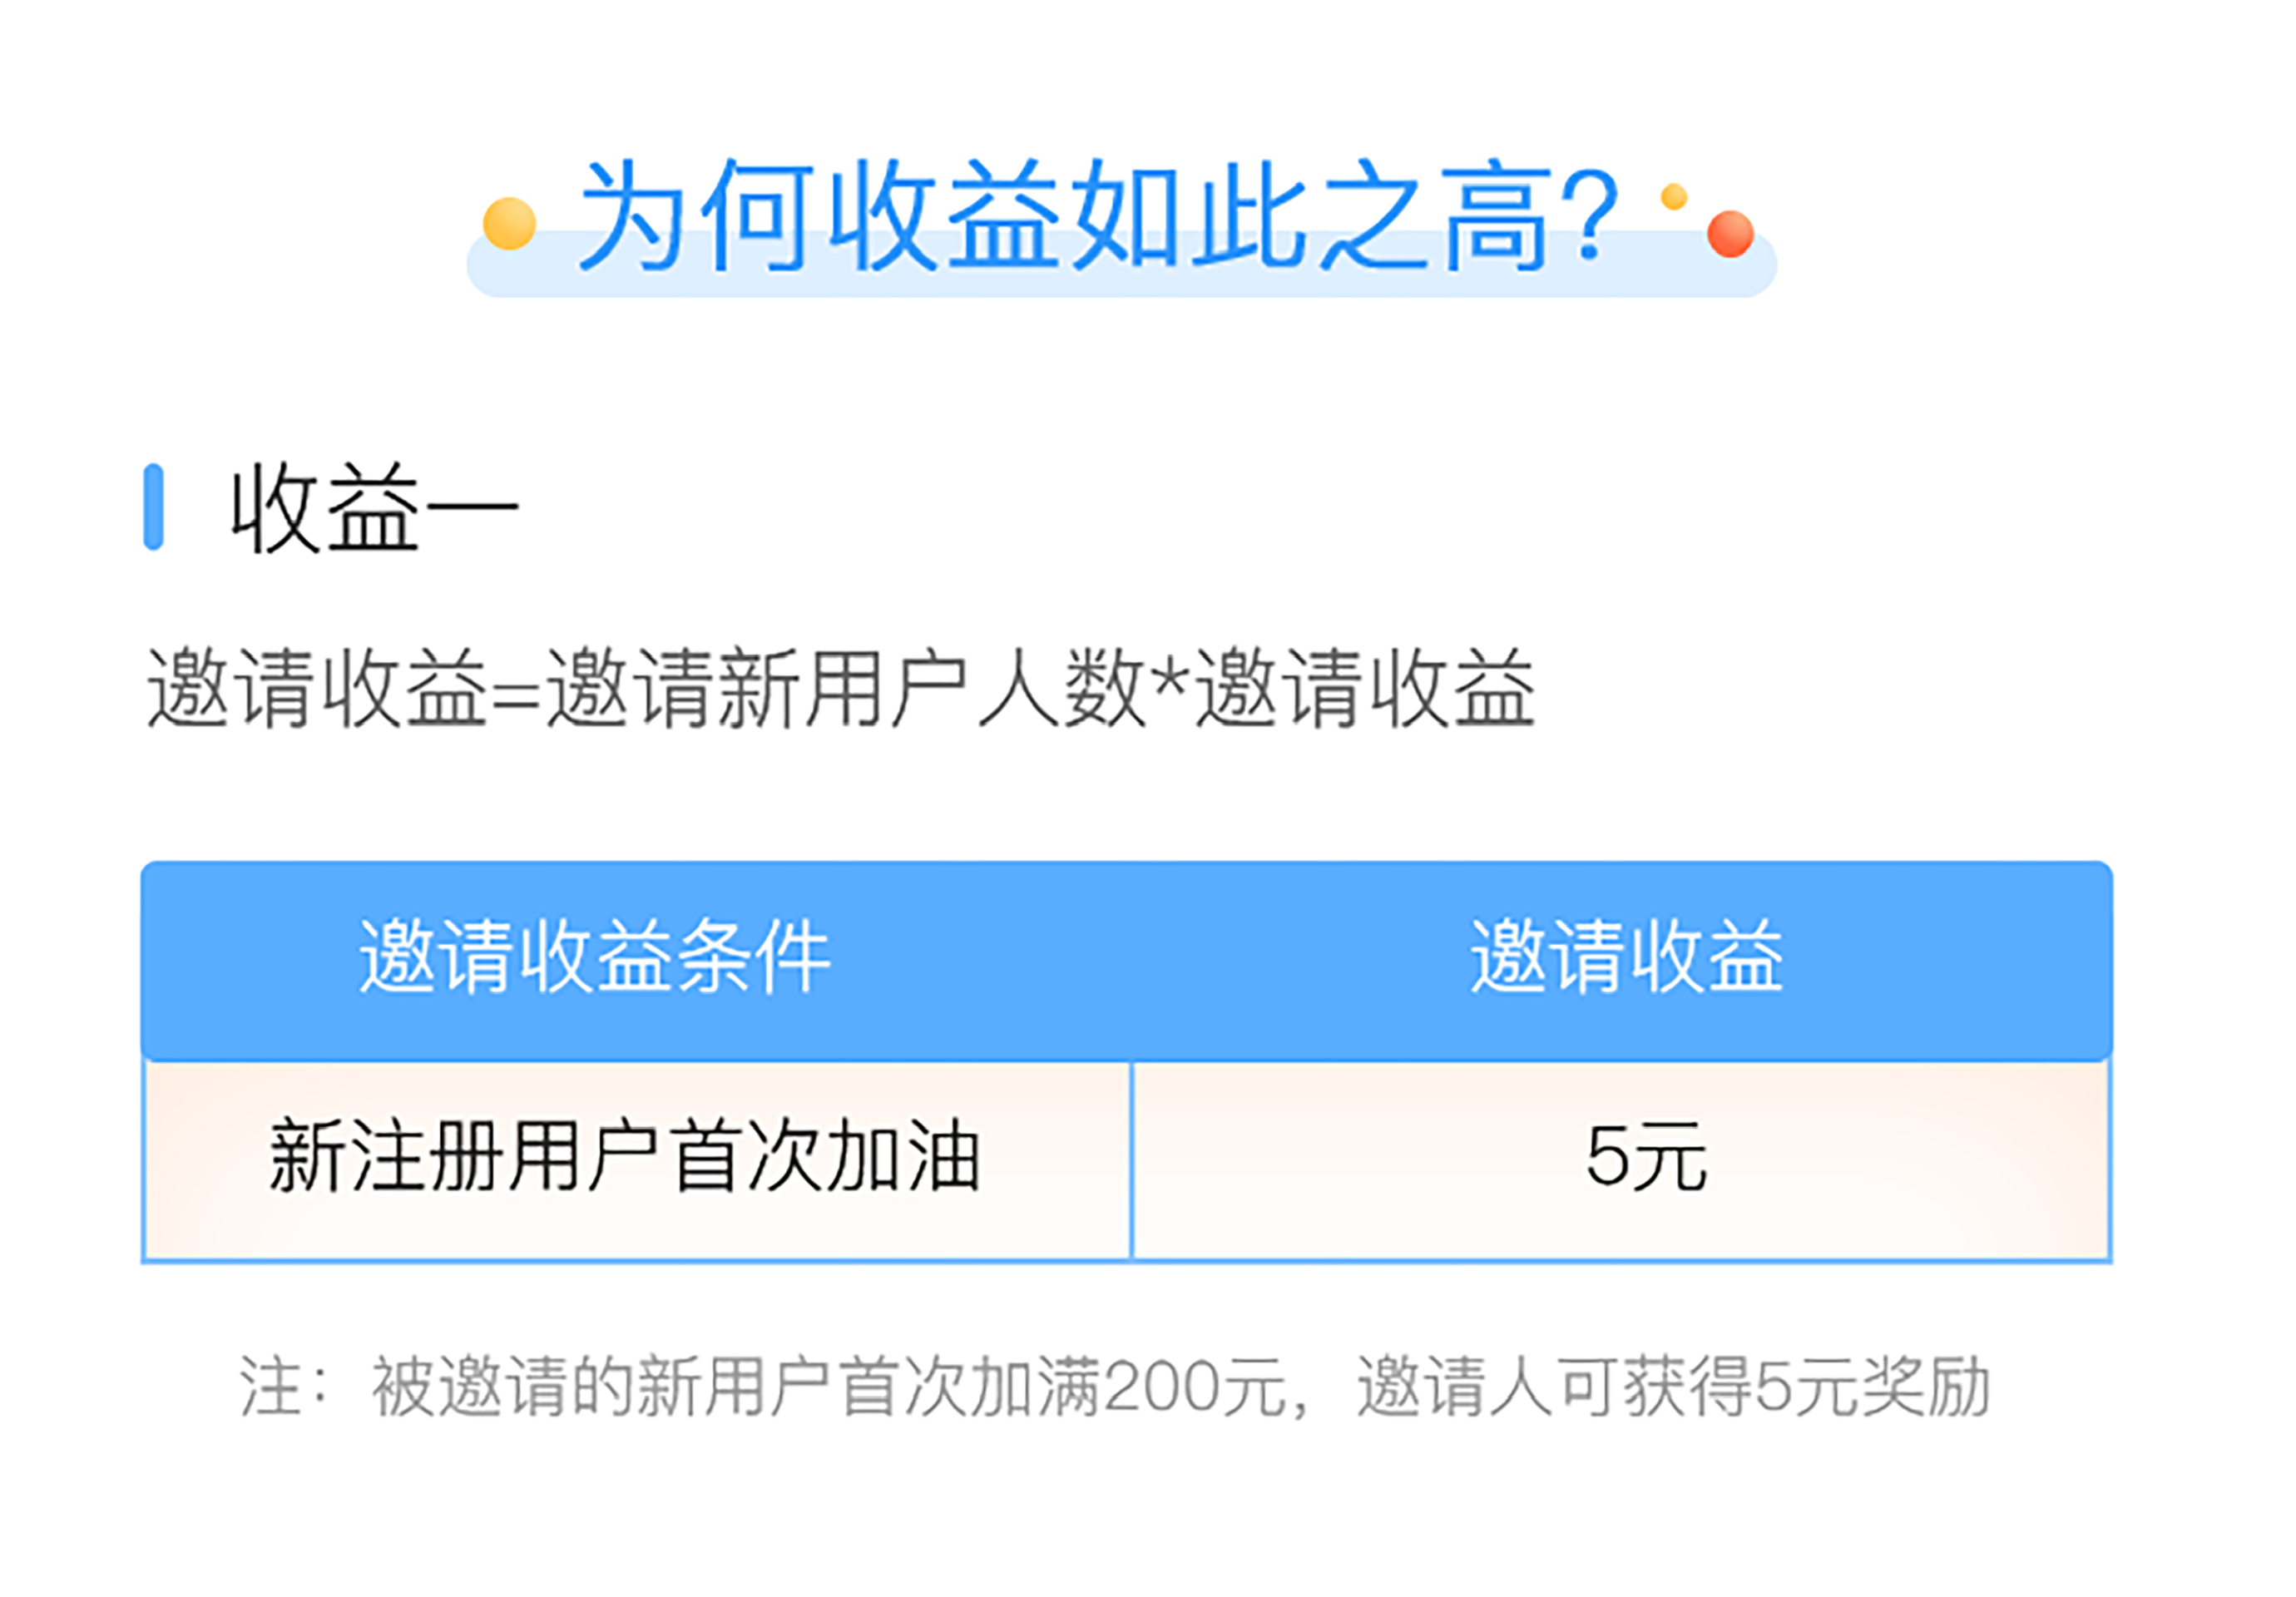 为何收益如此之高?
收益一
邀请收益=邀请新用户人数*邀请收益
邀请收益条件 邀请收益
新注册用户首次加油 5元
注：被邀请的新用户首次加满200元，邀请人可获得5元奖励